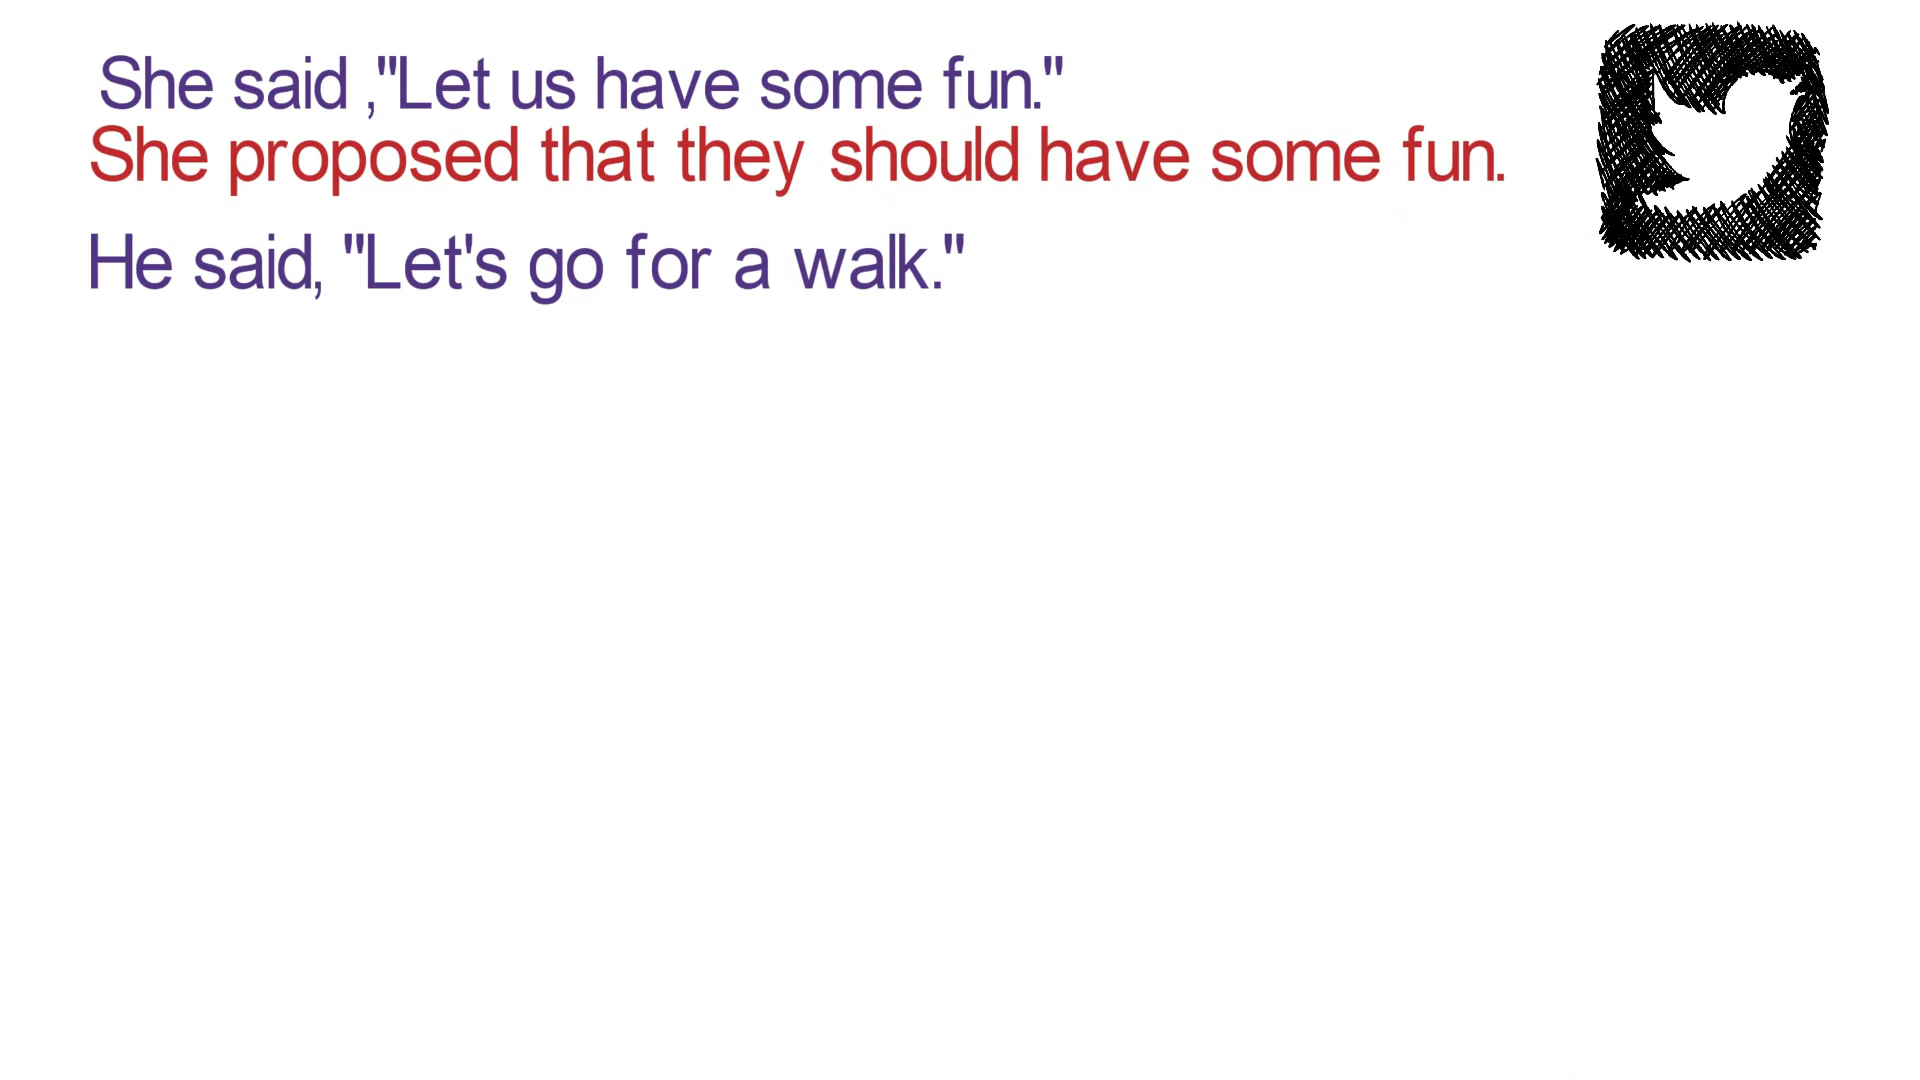 She said ,"Let us have some fun."
She proposed that they should have some fun.
He said, "Let's go for a walk."